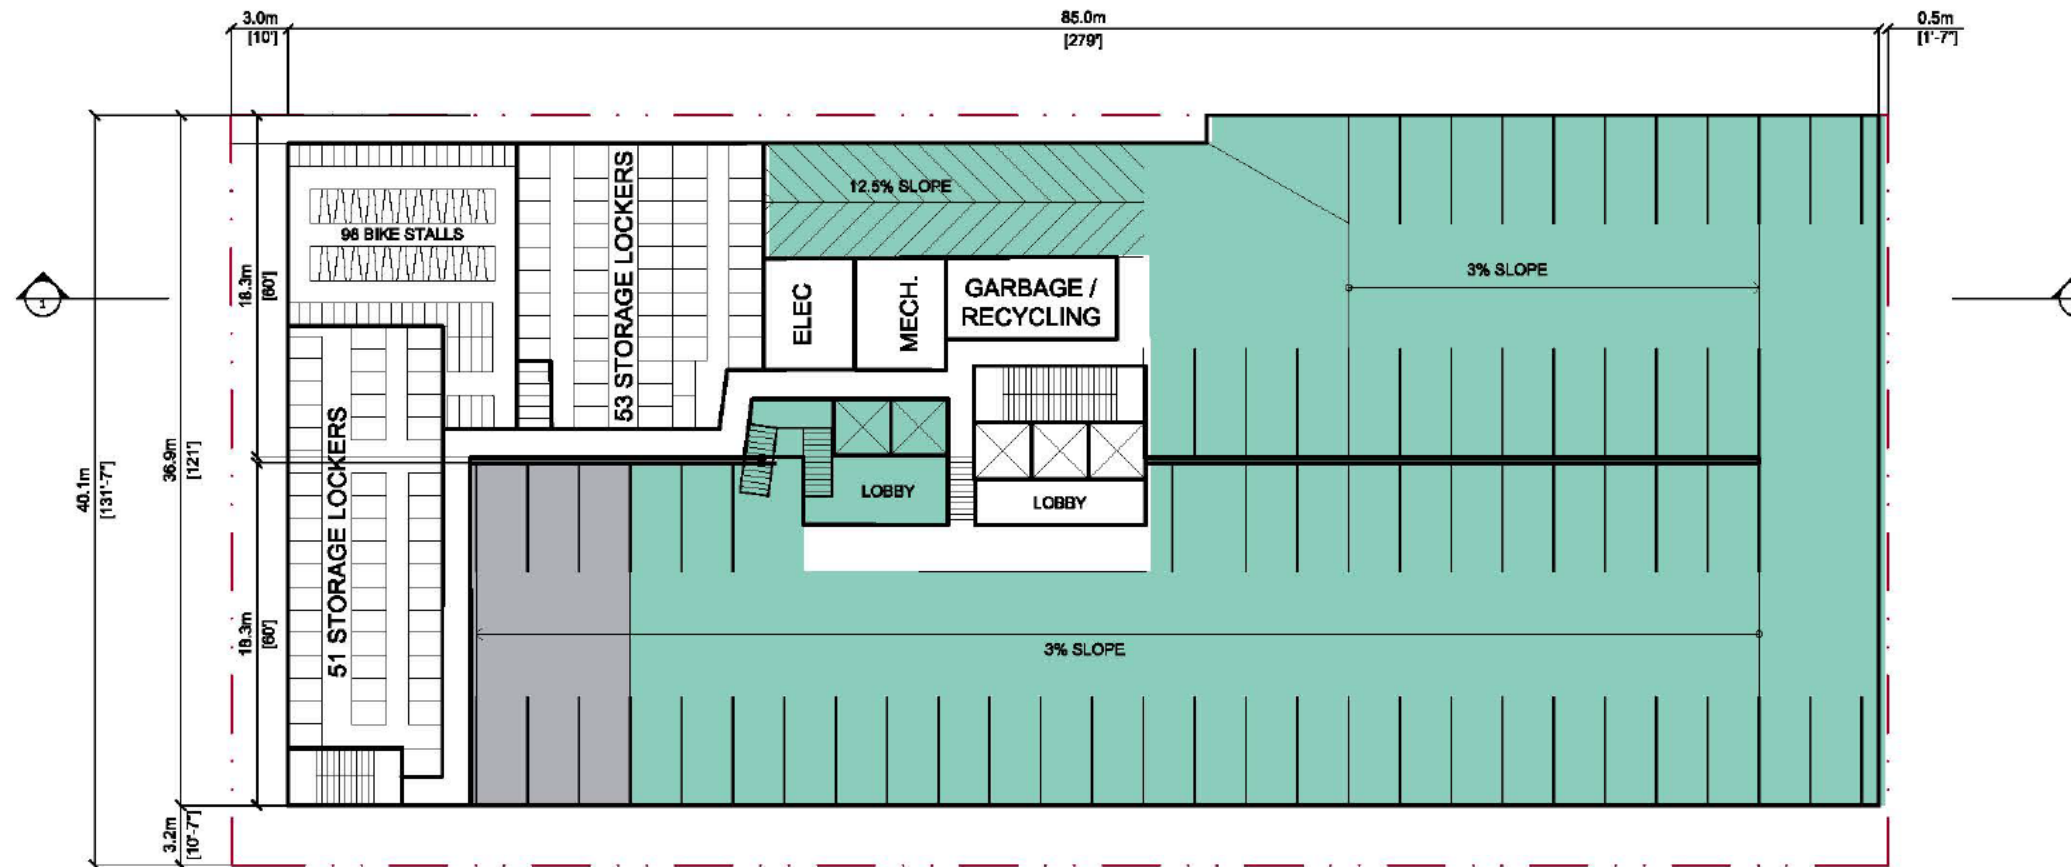 3.0m
[10']
85.0m
[279']
0.5m
[1'-7"]
12.5% SLOPE
98 BIKE STALLS
53 STORAGE LOCKERS
18.3m
[60']
3% SLOPE
1
ELEC
MECH.
GARBAGE /
RECYCLING
40.1m
[131'-7"]
36.9m
[121']
51 STORAGE LOCKERS
LOBBY
LOBBY
18.3m
[60']
3% SLOPE
3.2m
[10'-7"]